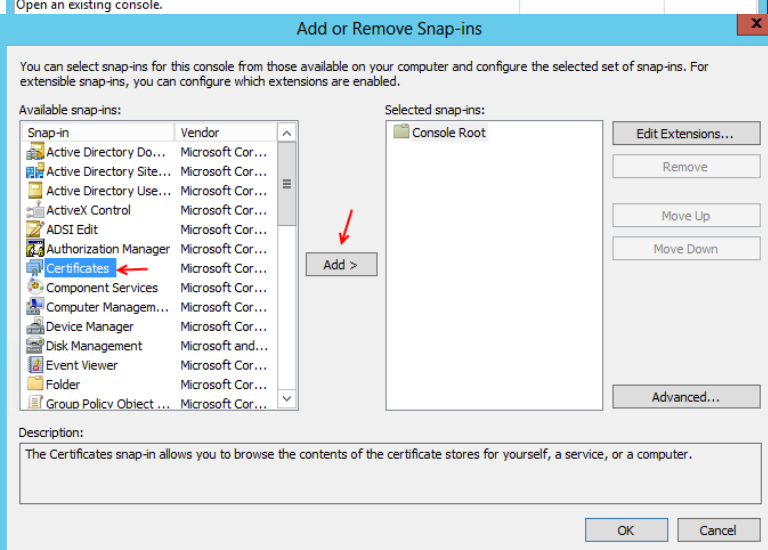 Open an existing console.
Add or Remove Snap-ins
x
You can select snap-ins for this console from those available on your computer and configure the selected set of snap-ins. For
extensible snap-ins, you can configure which extensions are enabled.
Available snap-ins:
Selected snap-ins:
Snap-in Vendor
Console Root
Edit Extensions...
Active Directory Do... Microsoft Cor...
Remove
Active Directory Site... Microsoft Cor...
Active Directory Use... Microsoft Cor...
ActiveX Control Microsoft Cor...
Move Up
ADSI Edit Microsoft Cor...
Authorization Manager Microsoft Cor...
Move Down
Certificates Microsoft Cor...
Add >
Component Services Microsoft Cor...
Computer Managem... Microsoft Cor...
Device Manager Microsoft Cor...
Disk Management Microsoft and...
Event Viewer Microsoft Cor...
Folder Microsoft Cor...
Group Policy Object ... Microsoft Cor...
Advanced...
Description:
The Certificates snap-in allows you to browse the contents of the certificate stores for yourself, a service, or a computer.
OK
Cancel